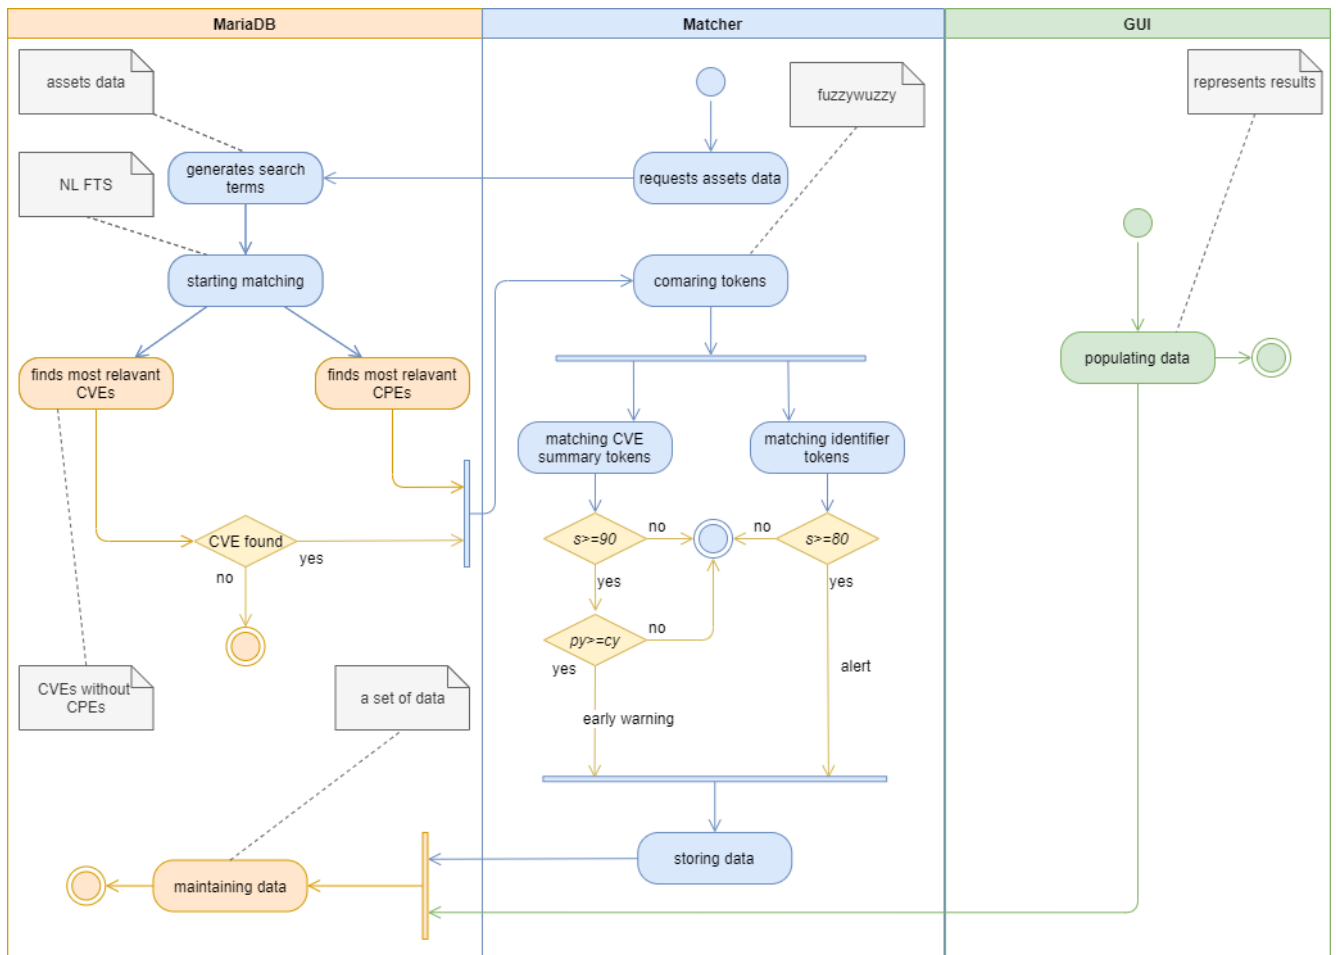 MariaDB
Matcher
GUI
assets data
fuzzywuzzy
represents results
NL FTS
generates search
terms
requests assets data
starting matching
comaring tokens
populating data
finds most relavant
CVEs
finds most relavant
CPEs
matching CVE
summary tokens
matching identifier
tokens
CVE found
yes
no
s>=90
no
no
s>=80
yes
yes
py>=cy
no
yes
alert
early warning
CVEs without
CPEs
a set of data
storing data
maintaining data